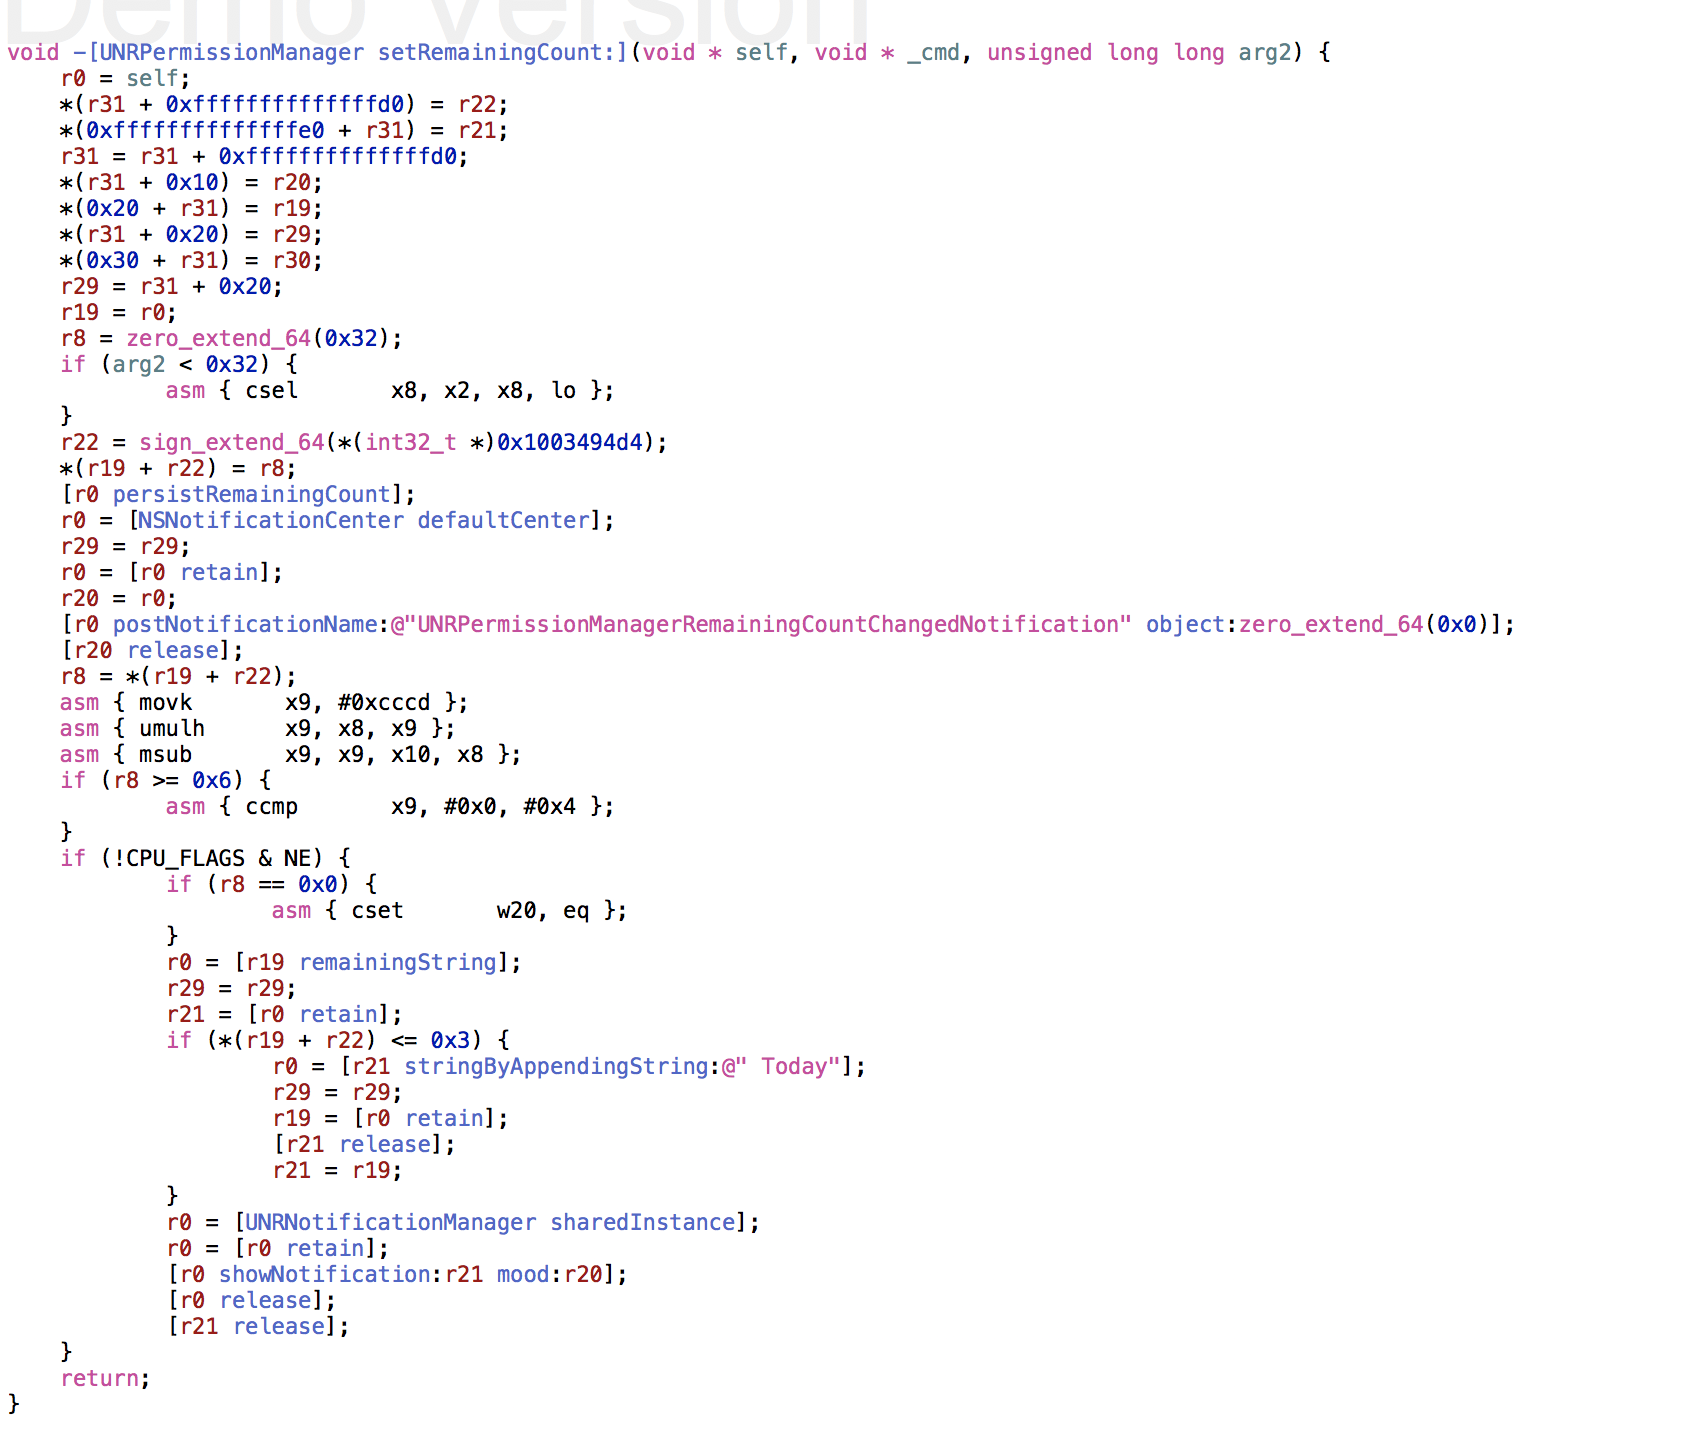 Demo Version
void -[UNRPermissionManager setRemainingCount:](void * self, void * _cmd, unsigned long long arg2) {
    r0 = self;
    *(r31 + 0xffffffffffffffd0) = r22;
    *(0xffffffffffffffe0 + r31) = r21;
    r31 = r31 + 0xffffffffffffffd0;
    *(r31 + 0x10) = r20;
    *(0x20 + r31) = r19;
    *(r31 + 0x20) = r29;
    *(0x30 + r31) = r30;
    r29 = r31 + 0x20;
    r19 = r0;
    r8 = zero_extend_64(0x32);
    if (arg2 < 0x32) {
            asm { csel       x8, x2, x8, lo };
    }
    r22 = sign_extend_64(*(int32_t *)0x1003494d4);
    *(r19 + r22) = r8;
    [r0 persistRemainingCount];
    r0 = [NSNotificationCenter defaultCenter];
    r29 = r29;
    r0 = [r0 retain];
    r20 = r0;
    [r0 postNotificationName:@"UNRPermissionManagerRemainingCountChangedNotification" object:zero_extend_64(0x0)];
    [r20 release];
    r8 = *(r19 + r22);
    asm { movk       x9, #0xcccd };
    asm { umulh      x9, x8, x9 };
    asm { msub       x9, x9, x10, x8 };
    if (r8 >= 0x6) {
            asm { ccmp       x9, #0x0, #0x4 };
    }
    if (!CPU_FLAGS & NE) {
            if (r8 == 0x0) {
                    asm { cset       w20, eq };
            }
            r0 = [r19 remainingString];
            r29 = r29;
            r21 = [r0 retain];
            if (*(r19 + r22) <= 0x3) {
                    r0 = [r21 stringByAppendingString:@" Today"];
                    r29 = r29;
                    r19 = [r0 retain];
                    [r21 release];
                    r21 = r19;
            }
            r0 = [UNRNotificationManager sharedInstance];
            r0 = [r0 retain];
            [r0 showNotification:r21 mood:r20];
            [r0 release];
            [r21 release];
    }
    return;
}